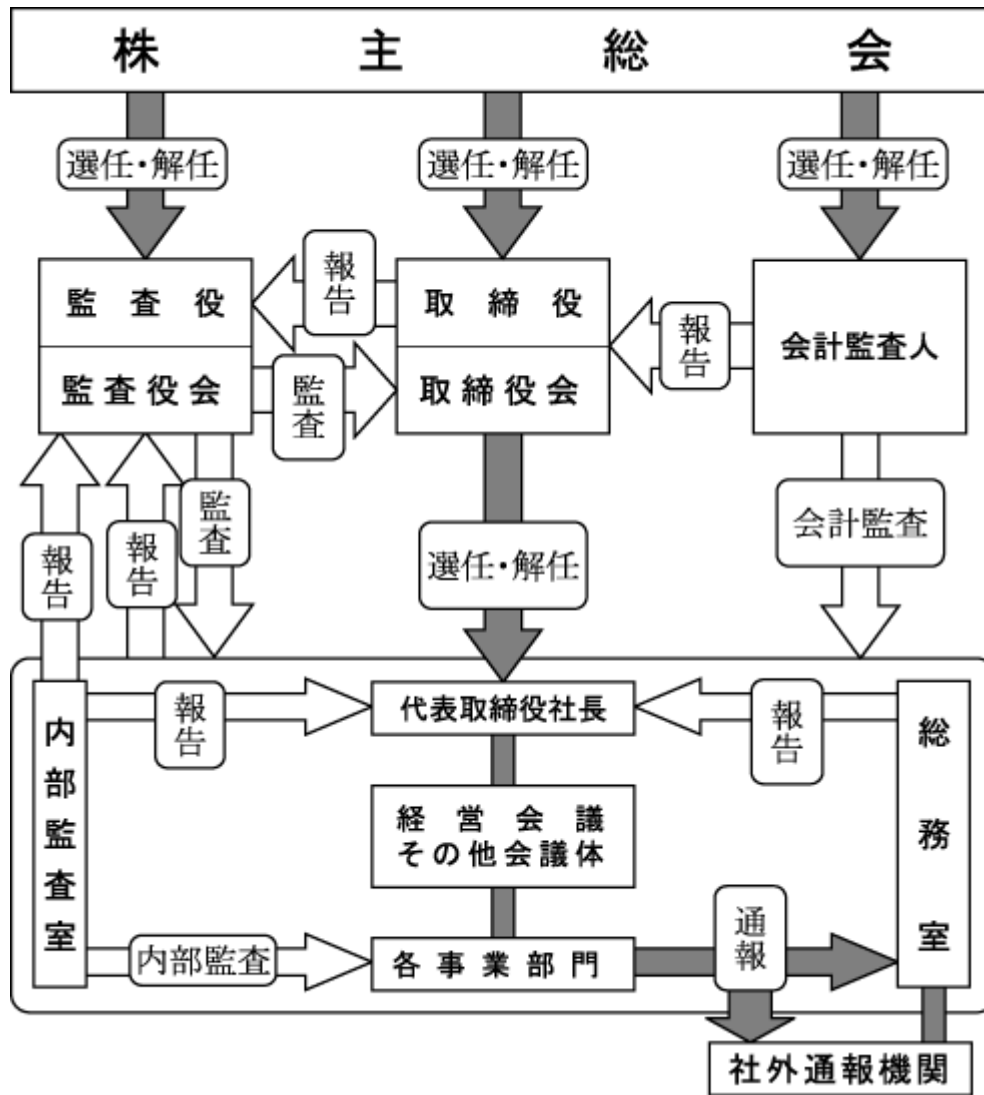 株主総会
選任・解任
選任・解任
選任・解任
監査役
監査役会
報告
監査
取締役
取締役会
報告
会計監査人
報告
報告
監査
選任・解任
会計監査
内部監査室
報告
代表取締役社長
報告
総務室
経営会議
その他会議体
内部監査
各事業部門
通報
社外通報機関